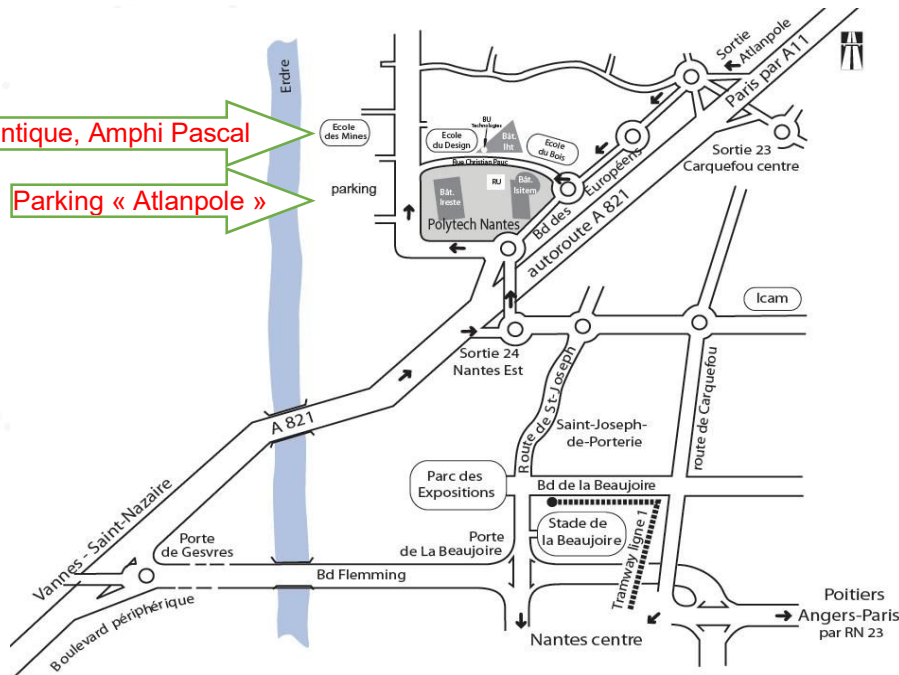 Sortie
Atlanpole
Paris par A11
Erdre
ntique, Amphi Pascal
Ecole
des Mines
BU
Technologies
Ecole
du Design
Bât.
Iht
Ecole
du Bois
Sortie 23
Carquefou centre
Rue Christian Pauc
parking
Parking « Atlanpole »
Bât.
Ireste
RU
Bât.
Isitem
Polytech Nantes
Bd des Européens
autoroute A 821
Icam
Sortie 24
Nantes Est
Route de St-Joseph
route de Carquefou
A 821
Saint-Joseph-
de-Porterie
Parc des
Expositions
Bd de la Beaujoire
Vannes - Saint-Nazaire
Porte
de Gesvres
Porte
de La Beaujoire
Stade de
la Beaujoire
Tramway ligne 1
Bd Flemming
Boulevard périphérique
Nantes centre
Poitiers
Angers-Paris
par RN 23